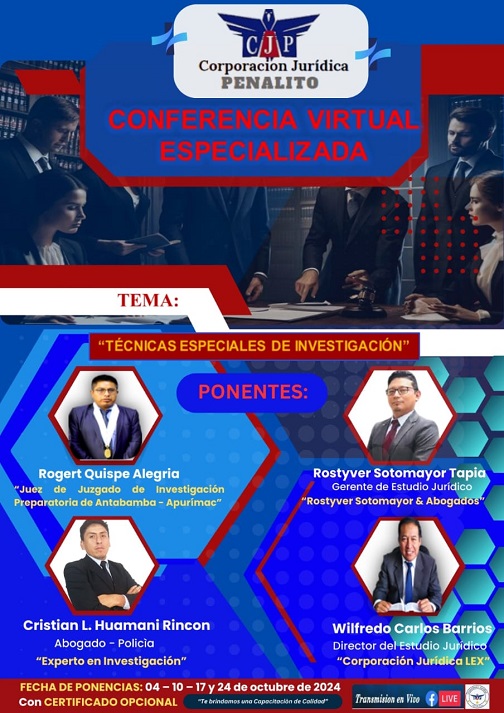 CJP
Corporación Jurídica
PENALITO
CONFERENCIA VIRTUAL
ESPECIALIZADA
TEMA:
“TÉCNICAS ESPECIALES DE INVESTIGACIÓN”
PONENTES:
Rogert Quispe Alegria
“Juez de Juzgado de Investigación
Preparatoria de Antabamba - Apurímac”
Rostyver Sotomayor Tapia
Gerente de Estudio Jurídico
“Rostyver Sotomayor & Abogados”
Cristian L. Huamani Rincon
Abogado - Policìa
“Experto en Investigación”
Wilfredo Carlos Barrios
Director del Estudio Jurídico
“Corporación Jurídica LEX”
FECHA DE PONENCIAS: 04 – 10 – 17 y 24 de octubre de 2024
Con CERTIFICADO OPCIONAL
"Te brindamos una Capacitación de Calidad"
Transmision en Vivo
LIVE